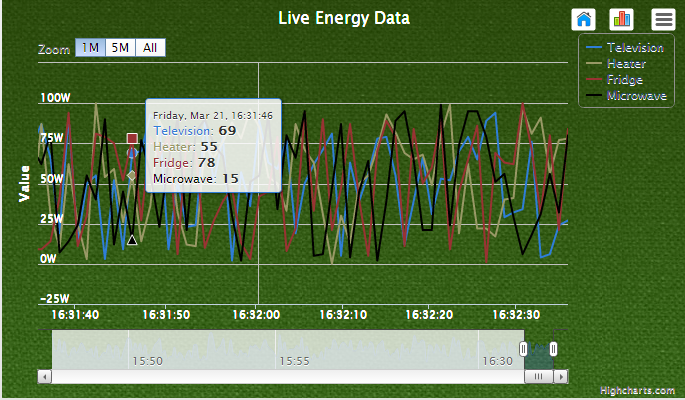 Live Energy Data
Zoom 1M 5M All
Television
Heater
Fridge
Microwave
Value
100W
75W
50W
25W
0W
−25W
Friday, Mar 21, 16:31:46
Television: 69
Heater: 55
Fridge: 78
Microwave: 15
16:31:40 16:31:50 16:32:00 16:32:10 16:32:20 16:32:30
15:50 15:55 16:30
Highcharts.com